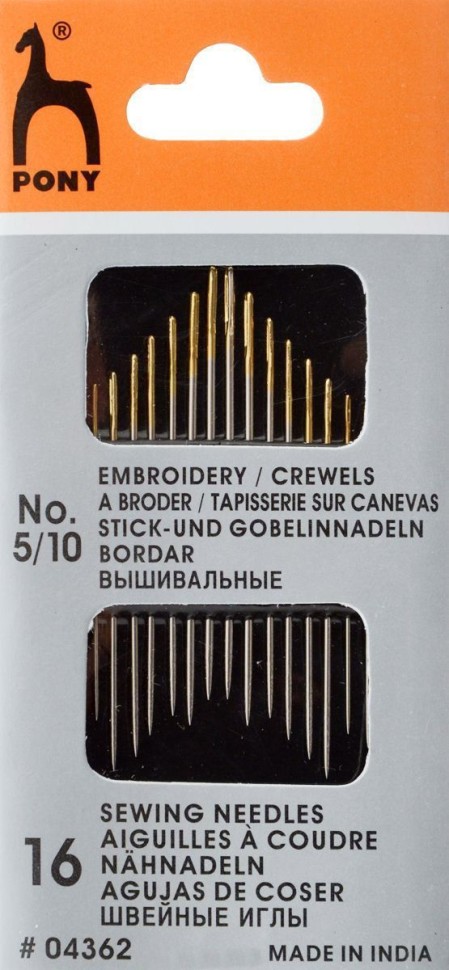 ®
PONY
No.
5/10
EMBROIDERY / CREWELS
A BRODER / TAPISSERIE SUR CANEVAS
STICK-UND GOBELINNADELN
BORDAR
ВЫШИВАЛЬНЫЕ
16
SEWING NEEDLES
AIGUILLES À COUDRE
NÄHNADELN
AGUJAS DE COSER
ШВЕЙНЫЕ ИГЛЫ
# 04362
MADE IN INDIA